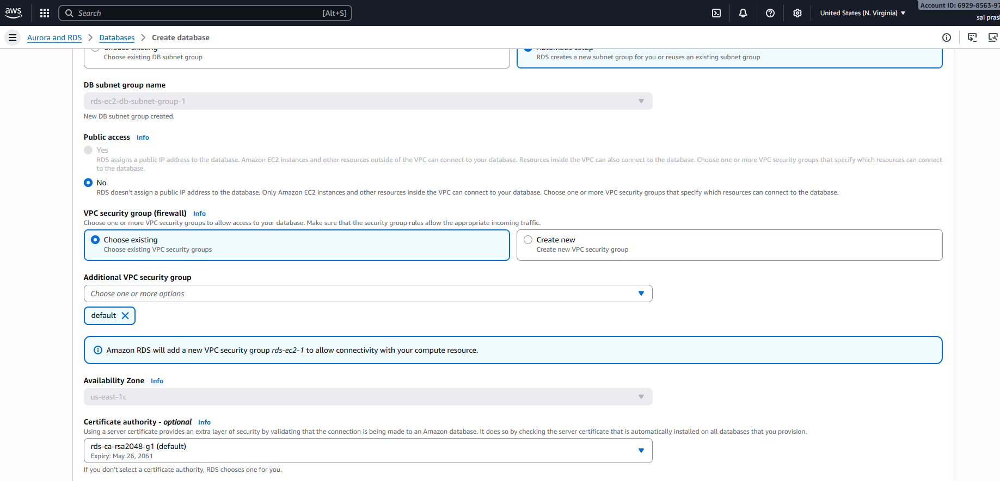 aws
Search
[Alt+S]
United States (N. Virginia)
Account ID: 6929-8563-97
sai pras
Aurora and RDS
Databases
Create database
Choose existing
Choose existing DB subnet group
Automatic setup
RDS creates a new subnet group for you or reuses an existing subnet group
DB subnet group name
rds-ec2-db-subnet-group-1
New DB subnet group created.
Public access Info
Yes
RDS assigns a public IP address to the database. Amazon EC2 instances and other resources outside of the VPC can connect to your database. Resources inside the VPC can also connect to the database. Choose one or more VPC security groups that specify which resources can connect
to the database.
No
RDS doesn't assign a public IP address to the database. Only Amazon EC2 instances and other resources inside the VPC can connect to your database. Choose one or more VPC security groups that specify which resources can connect to the database.
VPC security group (firewall) Info
Choose one or more VPC security groups to allow access to your database. Make sure that the security group rules allow the appropriate incoming traffic.
Choose existing
Choose existing VPC security groups
Create new
Create new VPC security group
Additional VPC security group
Choose one or more options
default
Amazon RDS will add a new VPC security group rds-ec2-1 to allow connectivity with your compute resource.
Availability Zone Info
us-east-1c
Certificate authority - optional Info
Using a server certificate provides an extra layer of security by validating that the connection is being made to an Amazon database. It does so by checking the server certificate that is automatically installed on all databases that you provision.
rds-ca-rsa2048-g1 (default)
Expiry: May 26, 2061
If you don't select a certificate authority, RDS chooses one for you.